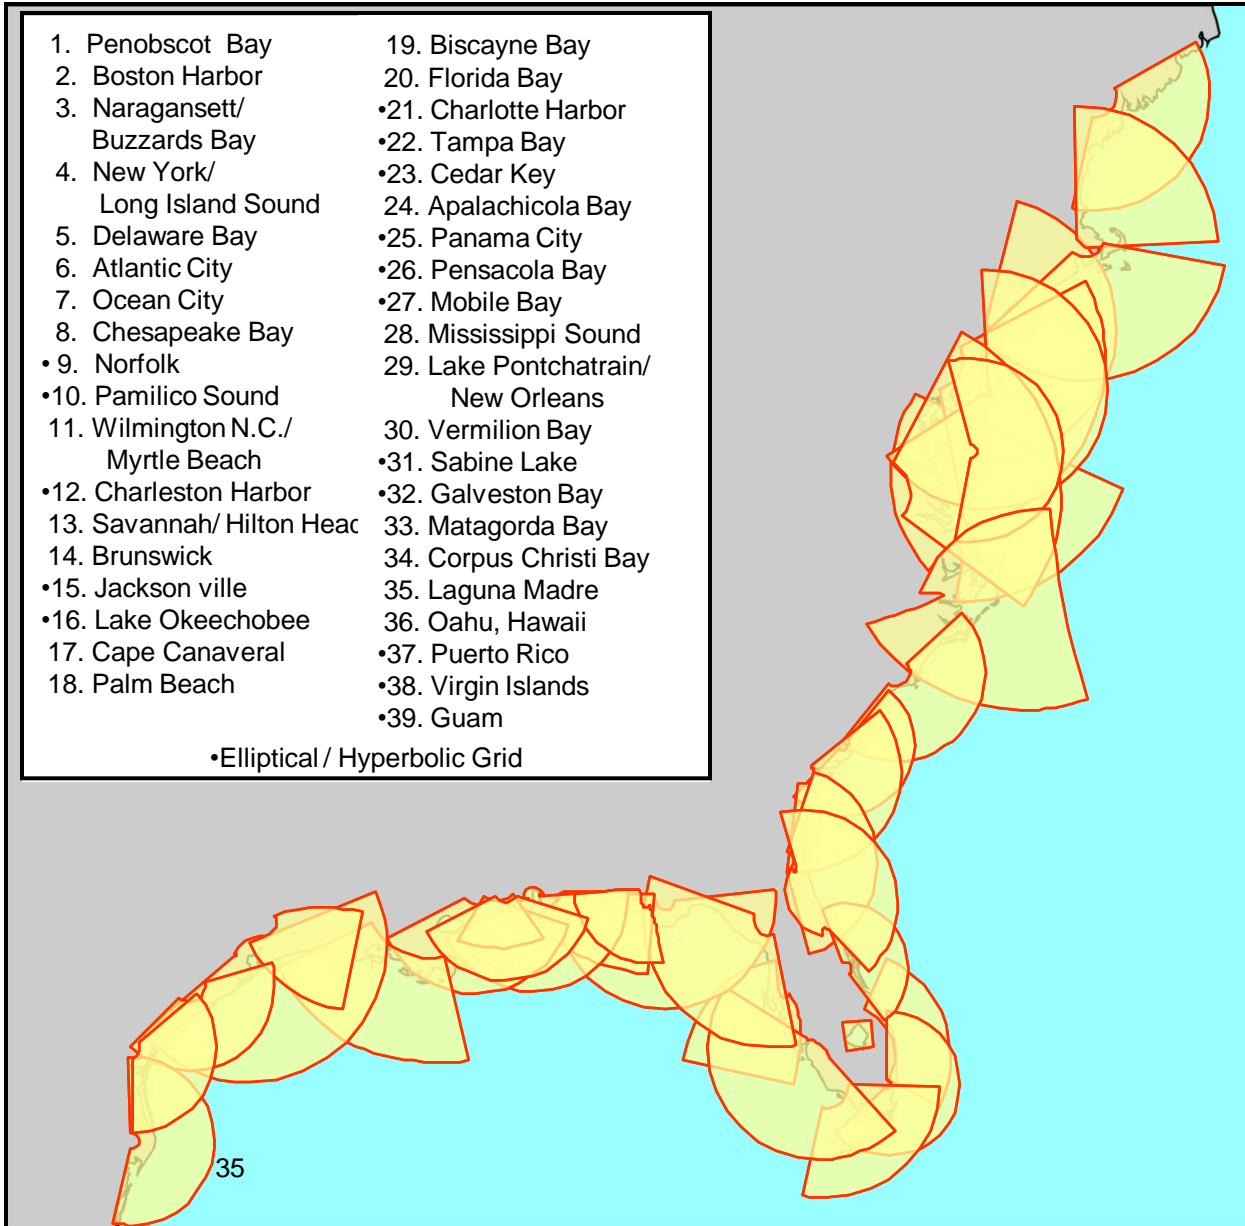 1. Penobscot Bay
2. Boston Harbor
3. Naragansett/
Buzzards Bay
4. New York/
Long Island Sound
5. Delaware Bay
6. Atlantic City
7. Ocean City
8. Chesapeake Bay
• 9. Norfolk
•10. Pamilico Sound
11. Wilmington N.C./
Myrtle Beach
•12. Charleston Harbor
13. Savannah/ Hilton Head
14. Brunswick
•15. Jackson ville
•16. Lake Okeechobee
17. Cape Canaveral
18. Palm Beach
19. Biscayne Bay
20. Florida Bay
•21. Charlotte Harbor
•22. Tampa Bay
•23. Cedar Key
24. Apalachicola Bay
•25. Panama City
•26. Pensacola Bay
•27. Mobile Bay
28. Mississippi Sound
29. Lake Pontchatrain/
New Orleans
30. Vermilion Bay
•31. Sabine Lake
•32. Galveston Bay
33. Matagorda Bay
34. Corpus Christi Bay
35. Laguna Madre
36. Oahu, Hawaii
•37. Puerto Rico
•38. Virgin Islands
•39. Guam
•Elliptical / Hyperbolic Grid
35